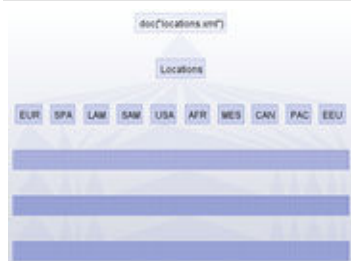 doc("locations.xml")
Locations
EUR SPA LAM SAM USA AFR MES CAN PAC EEU